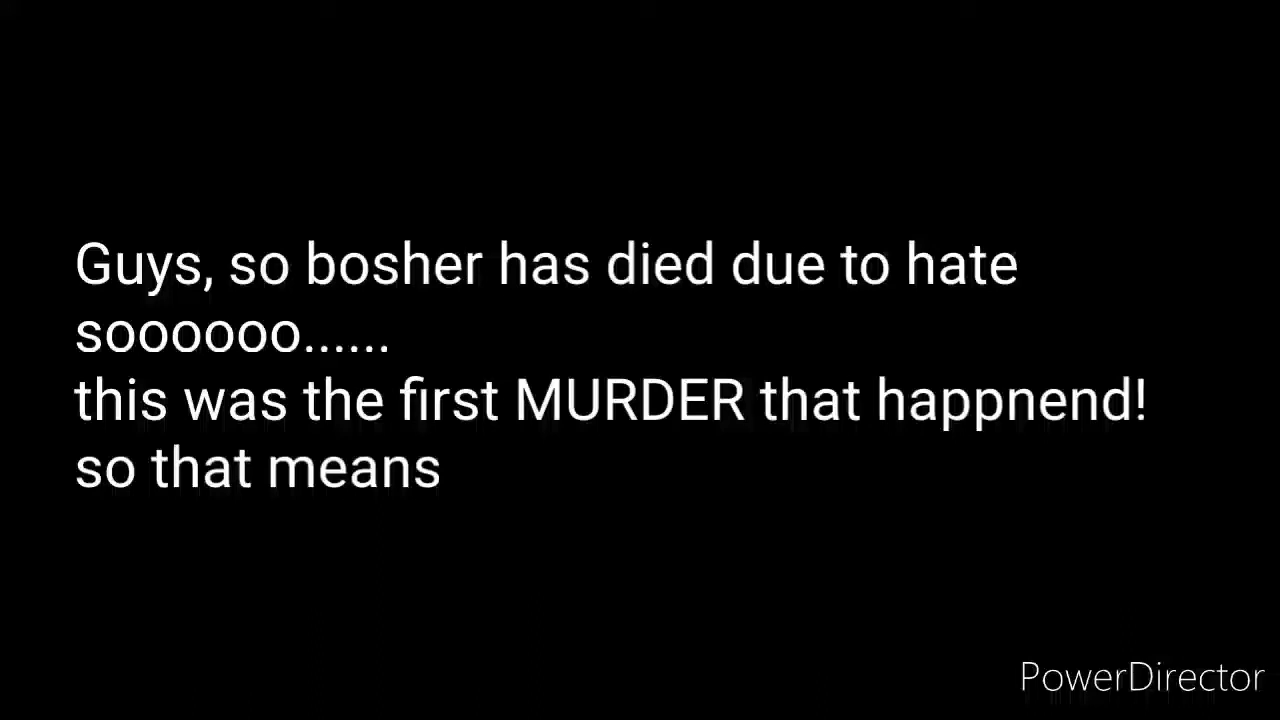 Guys, so bosher has died due to hate
soooooo......
this was the first MURDER that happnend!
so that means
PowerDirector